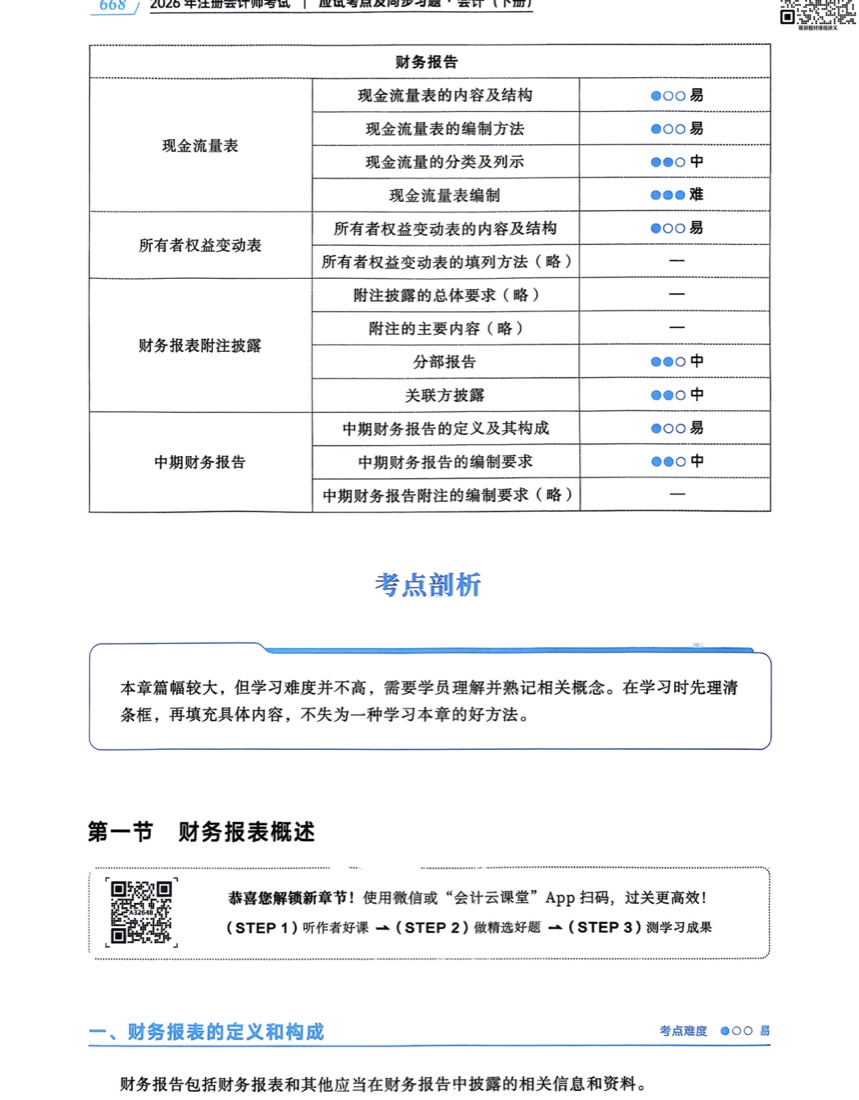 668 2026年注册会计师考试 | 应试考点及同步习题·会计(下册)
财务报告
现金流量表 现金流量表的内容及结构 ●○○ 易
现金流量表的编制方法 ●○○ 易
现金流量的分类及列示 ●●○ 中
现金流量表编制 ●●● 难
所有者权益变动表 所有者权益变动表的内容及结构 ●○○ 易
所有者权益变动表的填列方法(略) —
财务报表附注披露 附注披露的总体要求(略) —
附注的主要内容(略) —
分部报告 ●●○ 中
关联方披露 ●●○ 中
中期财务报告 中期财务报告的定义及其构成 ●○○ 易
中期财务报告的编制要求 ●●○ 中
中期财务报告附注的编制要求(略) —
考点剖析
本章篇幅较大,但学习难度并不高,需要学员理解并熟记相关概念。在学习时先理清
条框,再填充具体内容,不失为一种学习本章的好方法。
第一节 财务报表概述
恭喜您解锁新章节!使用微信或“会计云课堂”App 扫码,过关更高效!
(STEP 1)听作者好课 ⇀(STEP 2)做精选好题 ⇀(STEP 3)测学习成果
一、财务报表的定义和构成 考点难度 ●○○ 易
财务报告包括财务报表和其他应当在财务报告中披露的相关信息和资料。